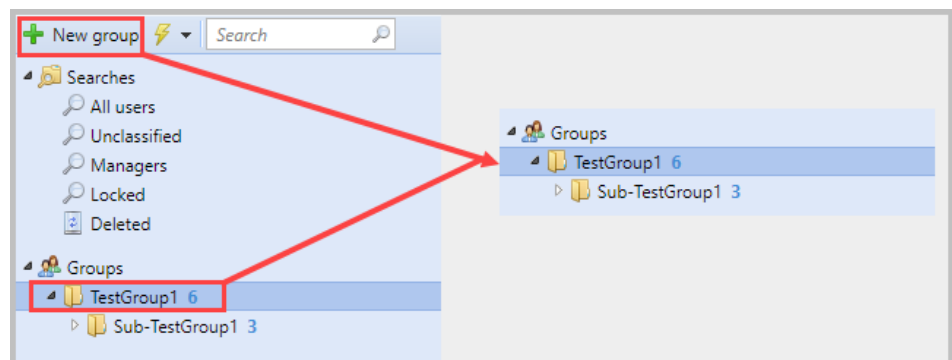 New group Search
Searches
All users
Unclassified
Managers
Locked
Deleted
Groups
TestGroup1 6
Sub-TestGroup1 3
Groups
TestGroup1 6
Sub-TestGroup1 3